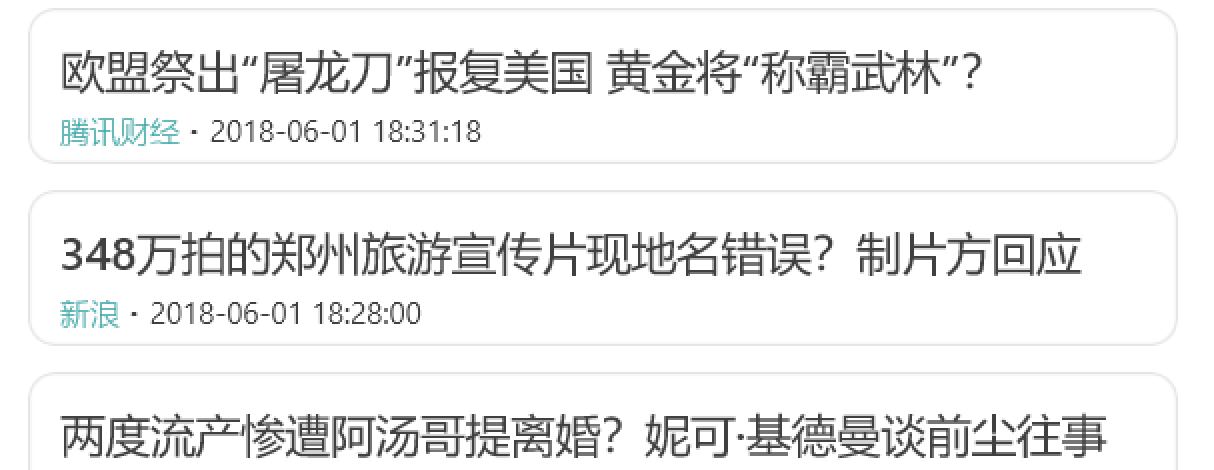 欧盟祭出“屠龙刀”报复美国 黄金将“称霸武林”？
腾讯财经・2018-06-01 18:31:18
348万拍的郑州旅游宣传片现地名错误？制片方回应
新浪・2018-06-01 18:28:00
两度流产惨遭阿汤哥提离婚？妮可·基德曼谈前尘往事